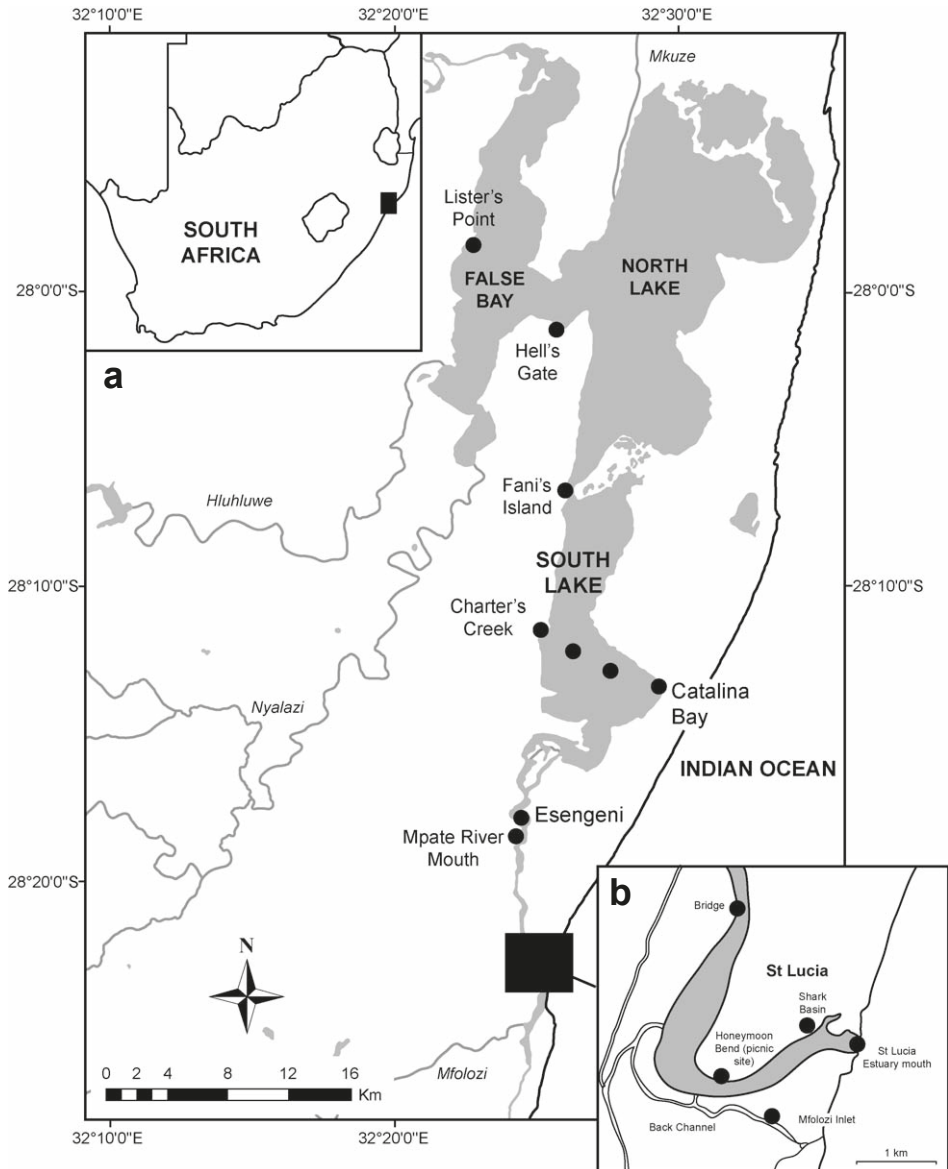 32°10'0"E
32°20'0"E
32°30'0"E
Mkuze
SOUTH
AFRICA
a
Lister's
Point
FALSE
BAY
NORTH
LAKE
28°0'0"S
28°0'0"S
Hell's
Gate
Fani's
Island
Hluhluwe
SOUTH
LAKE
28°10'0"S
28°10'0"S
Charter's
Creek
Catalina
Bay
Nyalazi
INDIAN OCEAN
Esengeni
Mpate River
Mouth
28°20'0"S
28°20'0"S
b
Bridge
St Lucia
Shark
Basin
Honeymoon
Bend (picnic
site)
St Lucia
Estuary mouth
Mfolozi Inlet
Back Channel
1 km
N
0 2 4 8 12 16
Km
Mfolozi
32°10'0"E
32°20'0"E